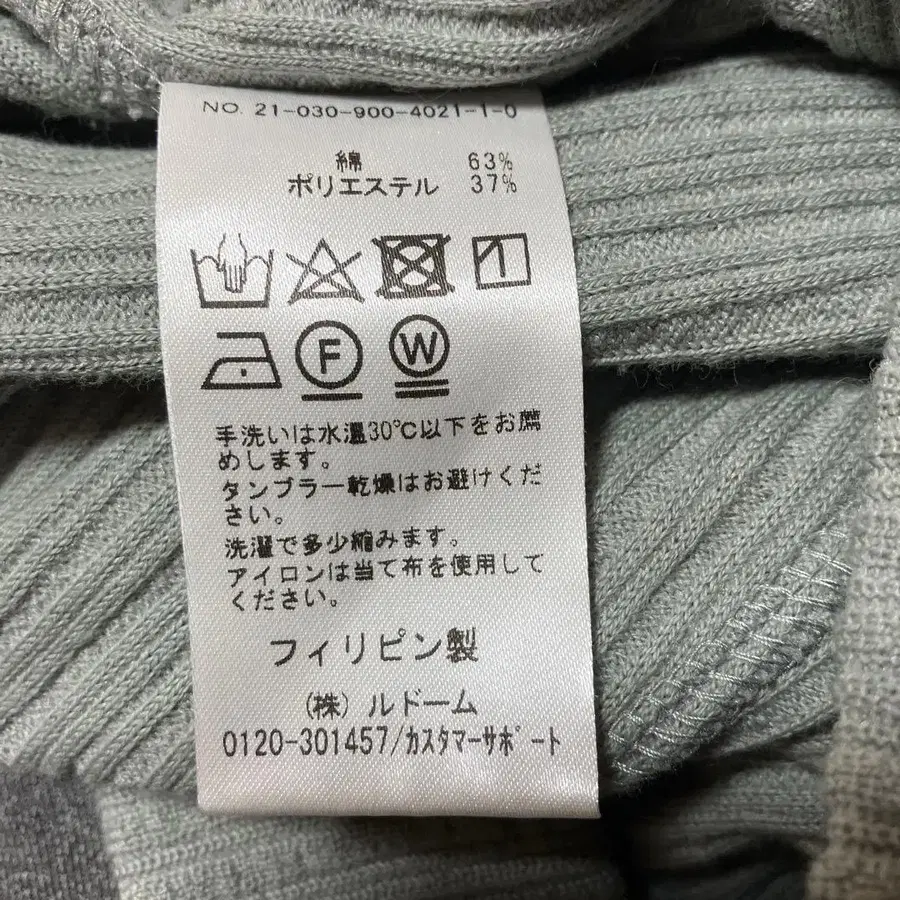 NO. 21-030-900-4021-1-0
綿 63%
ポリエステル 37%
F W
手洗いは水温30℃以下をお薦
めします。
タンブラー乾燥はお避けくだ
さい。
洗濯で多少縮みます。
アイロンは当て布を使用して
ください。
フィリピン製
(株) ルドーム
0120-301457/カスタマーサポート